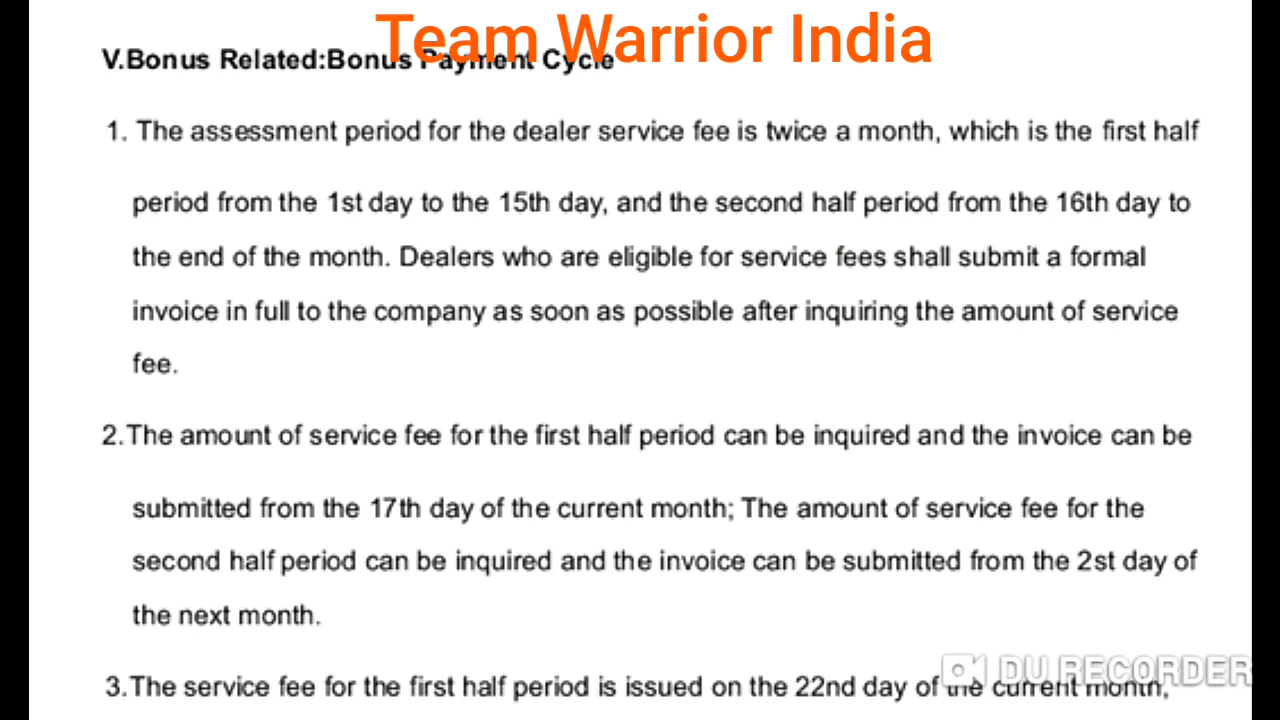 Team Warrior India
V.Bonus Related:Bonus Payment Cycle
1. The assessment period for the dealer service fee is twice a month, which is the first half
period from the 1st day to the 15th day, and the second half period from the 16th day to
the end of the month. Dealers who are eligible for service fees shall submit a formal
invoice in full to the company as soon as possible after inquiring the amount of service
fee.
2.The amount of service fee for the first half period can be inquired and the invoice can be
submitted from the 17th day of the current month; The amount of service fee for the
second half period can be inquired and the invoice can be submitted from the 2st day of
the next month.
3.The service fee for the first half period is issued on the 22nd day of the current month,
DU RECORDER